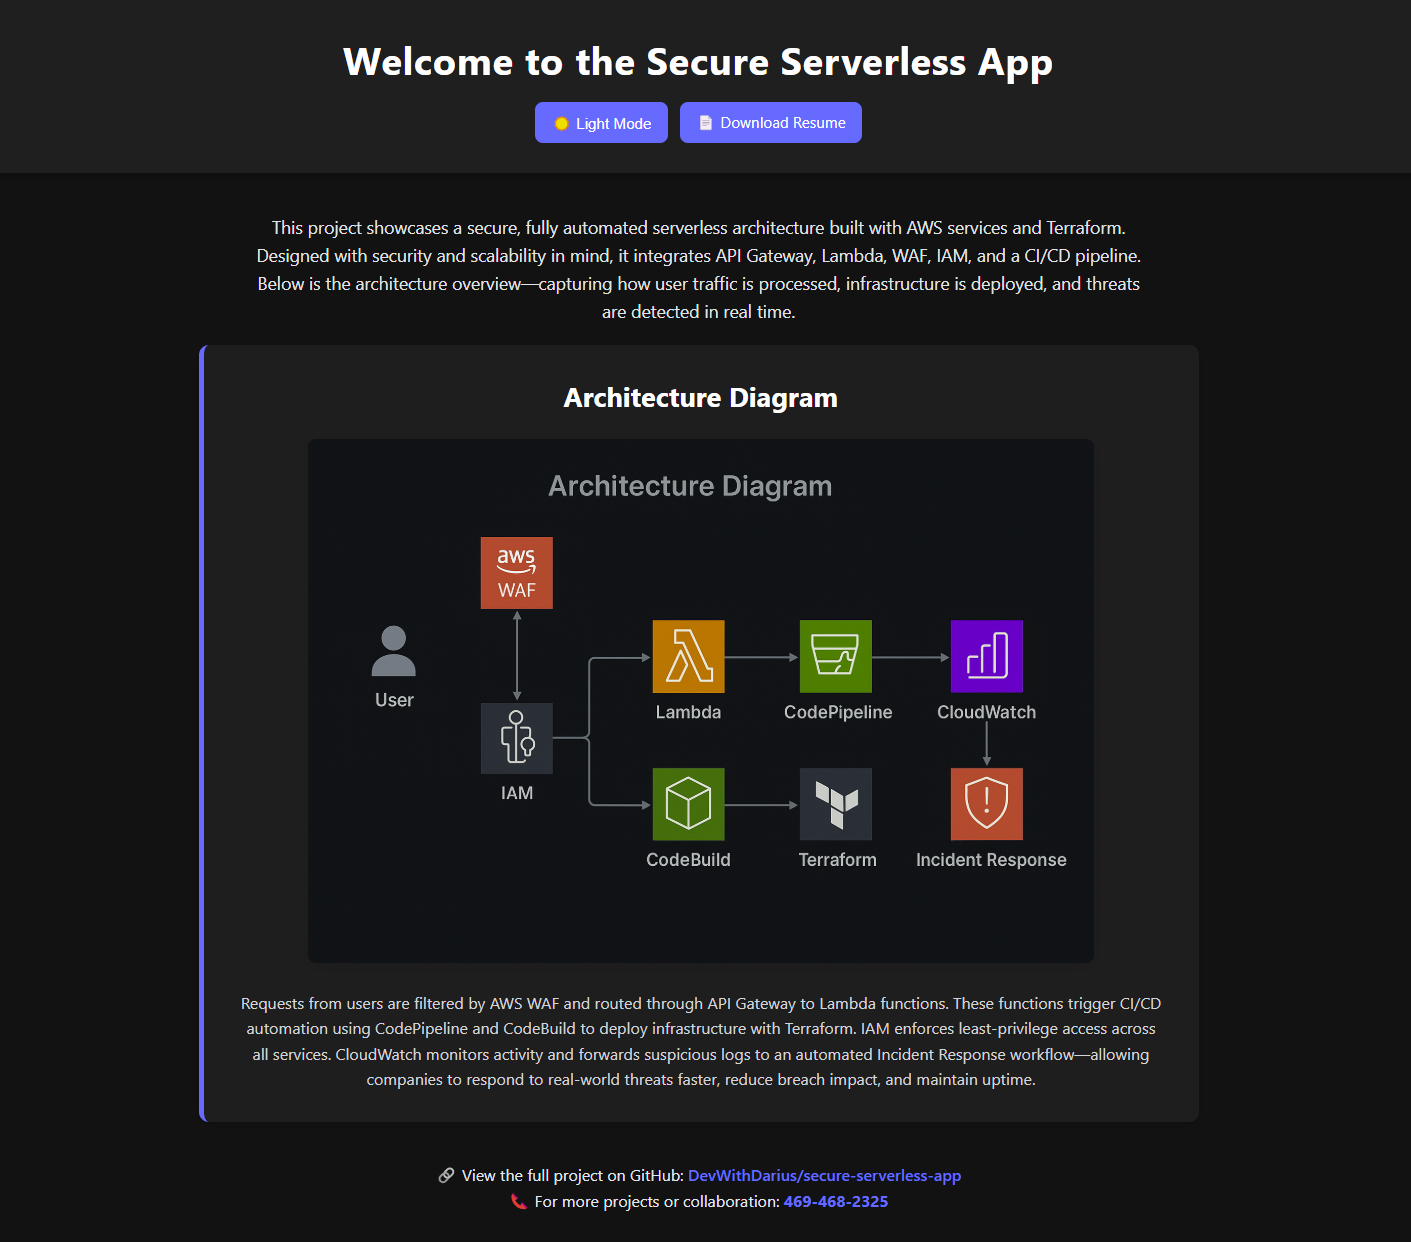 Welcome to the Secure Serverless App
Light Mode
Download Resume
This project showcases a secure, fully automated serverless architecture built with AWS services and Terraform.
Designed with security and scalability in mind, it integrates API Gateway, Lambda, WAF, IAM, and a CI/CD pipeline.
Below is the architecture overview—capturing how user traffic is processed, infrastructure is deployed, and threats
are detected in real time.
Architecture Diagram
Architecture Diagram
aws
WAF
User
IAM
Lambda
CodePipeline
CloudWatch
CodeBuild
Terraform
Incident Response
Requests from users are filtered by AWS WAF and routed through API Gateway to Lambda functions. These functions trigger CI/CD
automation using CodePipeline and CodeBuild to deploy infrastructure with Terraform. IAM enforces least-privilege access across
all services. CloudWatch monitors activity and forwards suspicious logs to an automated Incident Response workflow—allowing
companies to respond to real-world threats faster, reduce breach impact, and maintain uptime.
View the full project on GitHub: DevWithDarius/secure-serverless-app
For more projects or collaboration: 469-468-2325